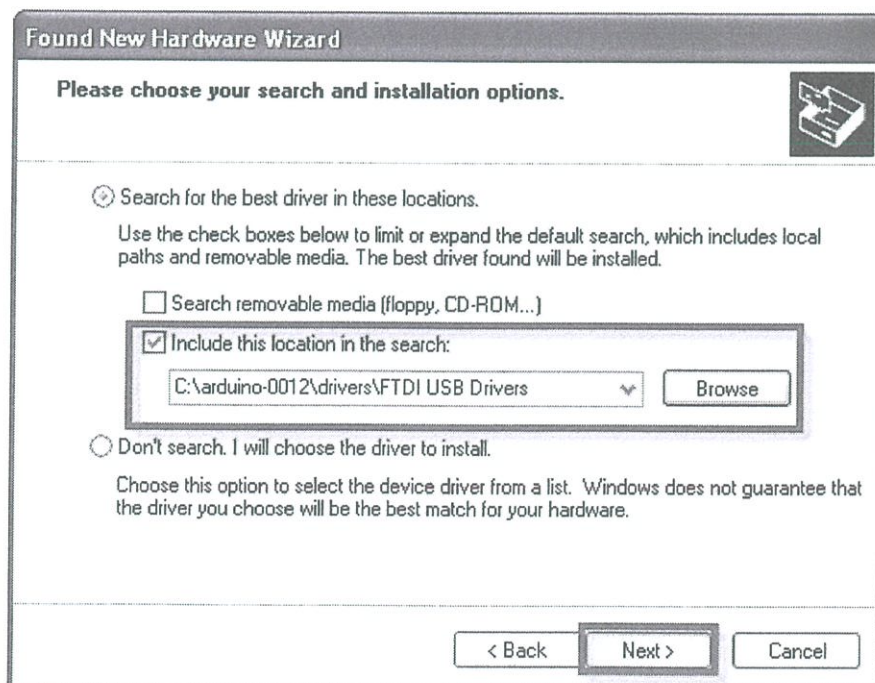 Found New Hardware Wizard
Please choose your search and installation options.
Search for the best driver in these locations.
Use the check boxes below to limit or expand the default search, which includes local
paths and removable media. The best driver found will be installed.
Search removable media (floppy, CD-ROM...)
Include this location in the search:
C:\arduino-0012\drivers\FTDI USB Drivers
Browse
Don't search. I will choose the driver to install.
Choose this option to select the device driver from a list. Windows does not guarantee that
the driver you choose will be the best match for your hardware.
< Back
Next >
Cancel